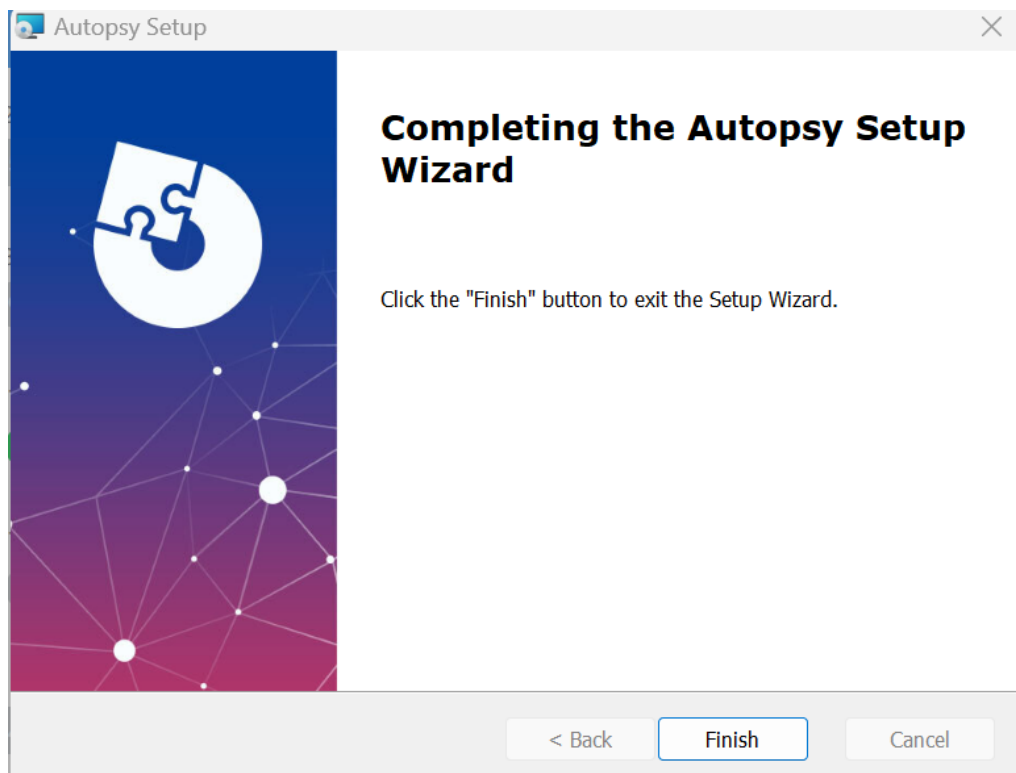 Autopsy Setup
Completing the Autopsy Setup
Wizard
Click the "Finish" button to exit the Setup Wizard.
< Back
Finish
Cancel